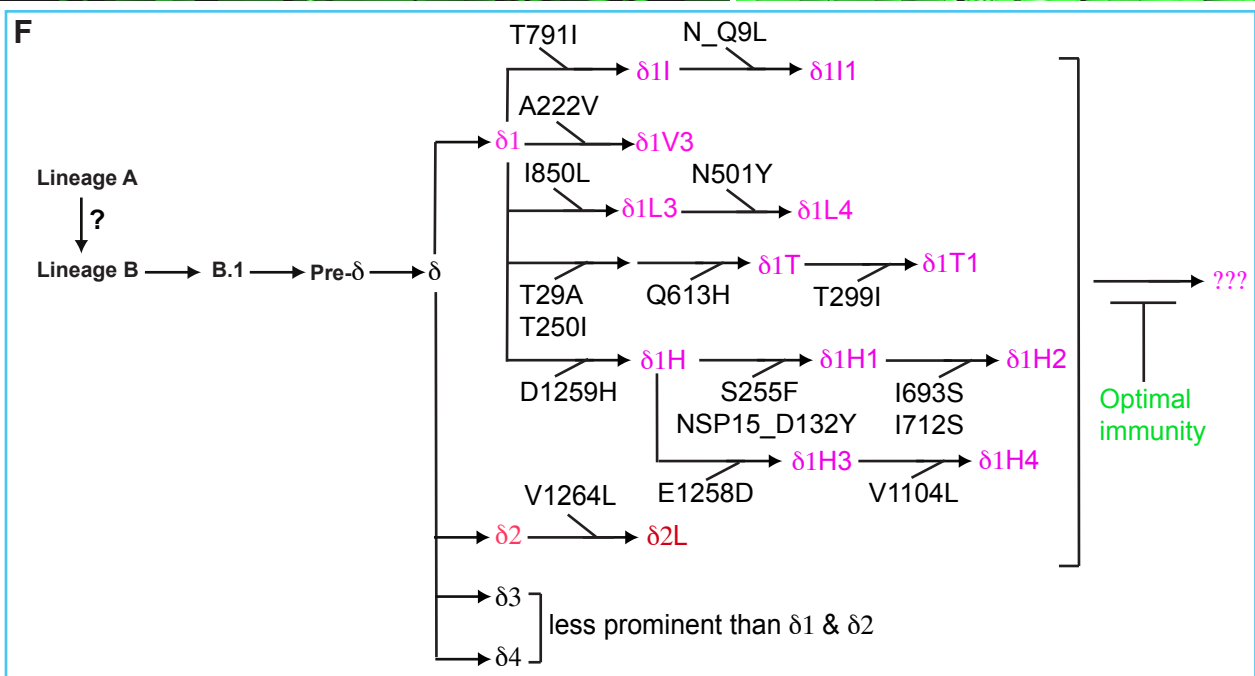 F
T791I
N_Q9L
δ1I
δ1I1
A222V
δ1
δ1V3
I850L
N501Y
Lineage A
?
δ1L3
δ1L4
Lineage B
B.1
Pre-δ
δ
δ1T
δ1T1
T29A
T250I
Q613H
T299I
???
δ1H
δ1H1
δ1H2
D1259H
S255F
NSP15_D132Y
I693S
I712S
Optimal
immunity
δ1H3
δ1H4
E1258D
V1104L
V1264L
δ2
δ2L
δ3
less prominent than δ1 & δ2
δ4